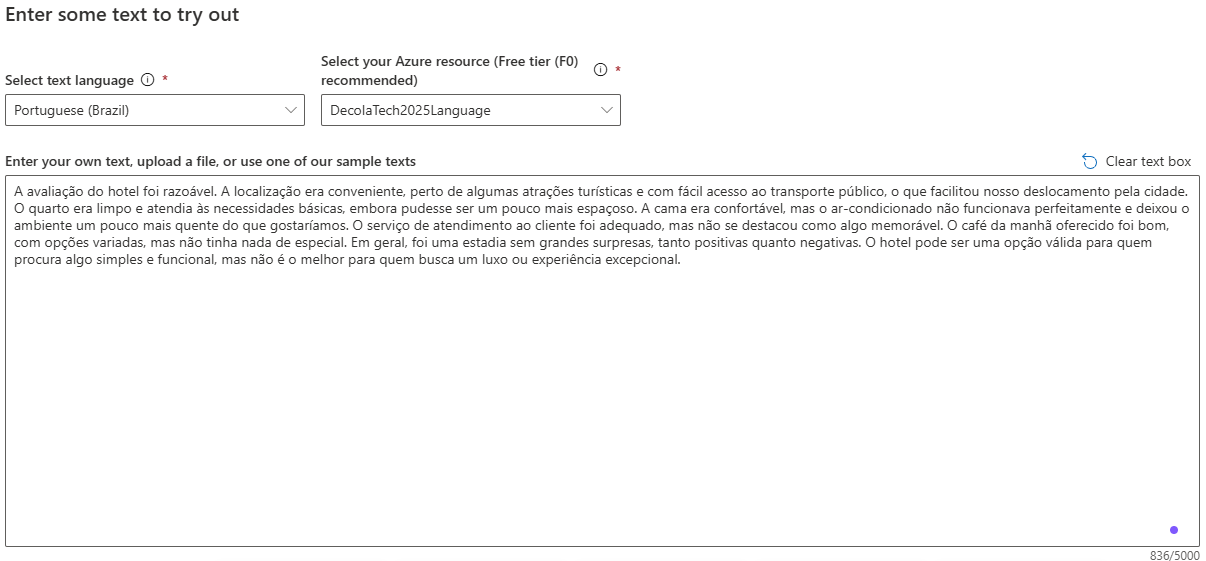 Enter some text to try out
Select text language *
Select your Azure resource (Free tier (F0)
recommended) *
Portuguese (Brazil)
DecolaTech2025Language
Enter your own text, upload a file, or use one of our sample texts
Clear text box
A avaliação do hotel foi razoável. A localização era conveniente, perto de algumas atrações turísticas e com fácil acesso ao transporte público, o que facilitou nosso deslocamento pela cidade.
O quarto era limpo e atendia às necessidades básicas, embora pudesse ser um pouco mais espaçoso. A cama era confortável, mas o ar-condicionado não funcionava perfeitamente e deixou o
ambiente um pouco mais quente do que gostaríamos. O serviço de atendimento ao cliente foi adequado, mas não se destacou como algo memorável. O café da manhã oferecido foi bom,
com opções variadas, mas não tinha nada de especial. Em geral, foi uma estadia sem grandes surpresas, tanto positivas quanto negativas. O hotel pode ser uma opção válida para quem
procura algo simples e funcional, mas não é o melhor para quem busca um luxo ou experiência excepcional.
836/5000